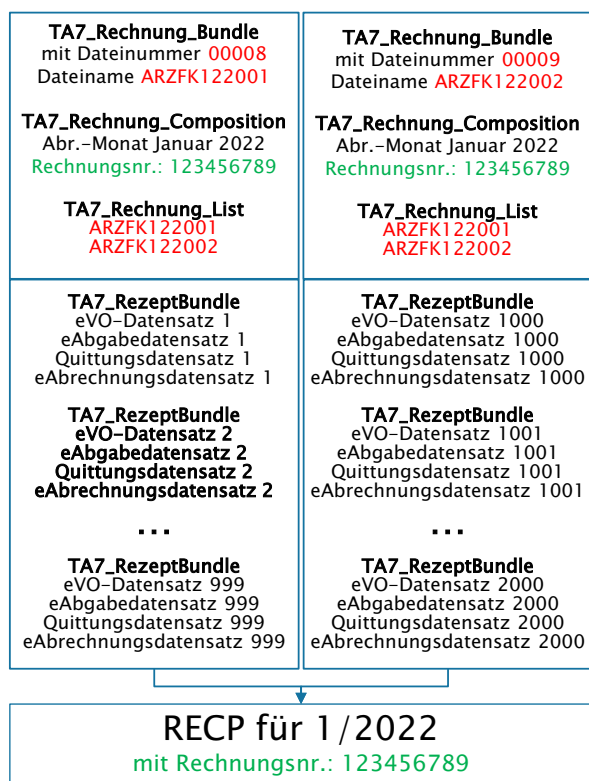 TA7_Rechnung_Bundle
mit Dateinummer 00008
Dateiname ARZFK122001
TA7_Rechnung_Composition
Abr.-Monat Januar 2022
Rechnungsnr.: 123456789
TA7_Rechnung_List
ARZFK122001
ARZFK122002
TA7_RezeptBundle
eVO-Datensatz 1
eAbgabedatensatz 1
Quittungsdatensatz 1
eAbrechnungsdatensatz 1
TA7_RezeptBundle
eVO-Datensatz 2
eAbgabedatensatz 2
Quittungsdatensatz 2
eAbrechnungsdatensatz 2
...
TA7_RezeptBundle
eVO-Datensatz 999
eAbgabedatensatz 999
Quittungsdatensatz 999
eAbrechnungsdatensatz 999
TA7_Rechnung_Bundle
mit Dateinummer 00009
Dateiname ARZFK122002
TA7_Rechnung_Composition
Abr.-Monat Januar 2022
Rechnungsnr.: 123456789
TA7_Rechnung_List
ARZFK122001
ARZFK122002
TA7_RezeptBundle
eVO-Datensatz 1000
eAbgabedatensatz 1000
Quittungsdatensatz 1000
eAbrechnungsdatensatz 1000
TA7_RezeptBundle
eVO-Datensatz 1001
eAbgabedatensatz 1001
Quittungsdatensatz 1001
eAbrechnungsdatensatz 1001
...
TA7_RezeptBundle
eVO-Datensatz 2000
eAbgabedatensatz 2000
Quittungsdatensatz 2000
eAbrechnungsdatensatz 2000
RECP für 1/2022
mit Rechnungsnr.: 123456789